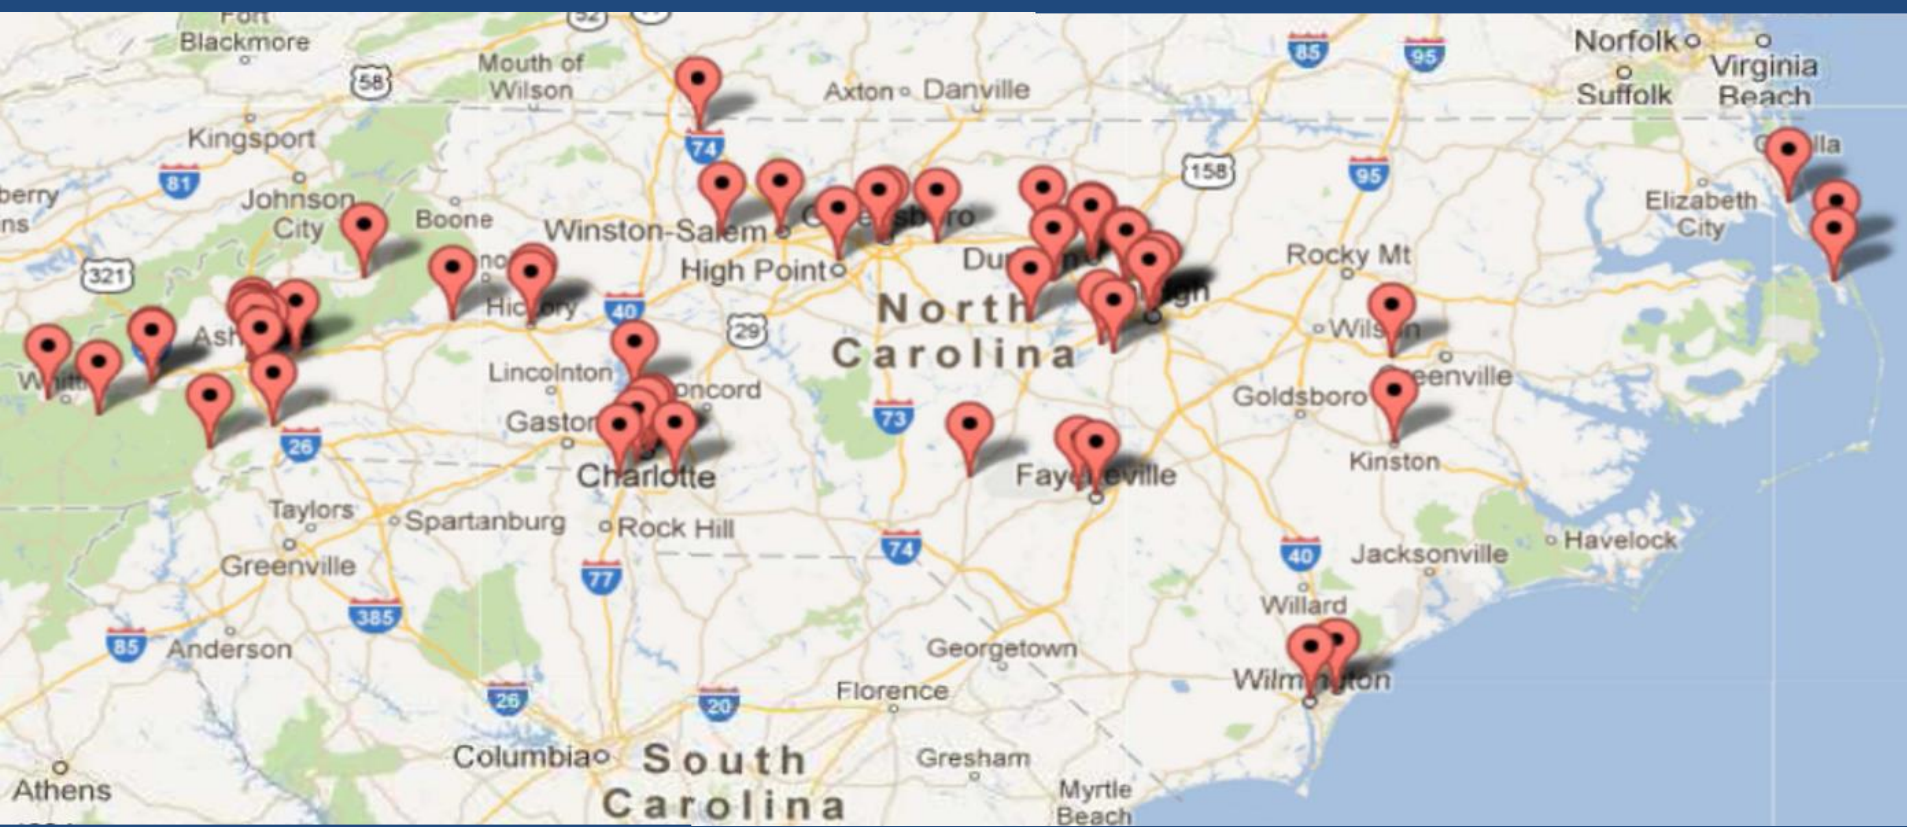 52
Blackmore
58
Mouth of
Wilson
Axton
Danville
85
95
Norfolk
Virginia
Beach
Suffolk
Kingsport
74
81
158
95
Johnson
City
Boone
Elizabeth
City
Winston-Salem
321
High Point
Rocky Mt
North
Carolina
40
29
Lincolnton
Goldsboro
73
26
Charlotte
Kinston
Taylors
Spartanburg
Rock Hill
74
40
Jacksonville
Havelock
Greenville
77
385
Willard
85
Anderson
Georgetown
26
20
Florence
Columbia
South
Carolina
Gresham
Athens
Myrtle
Beach